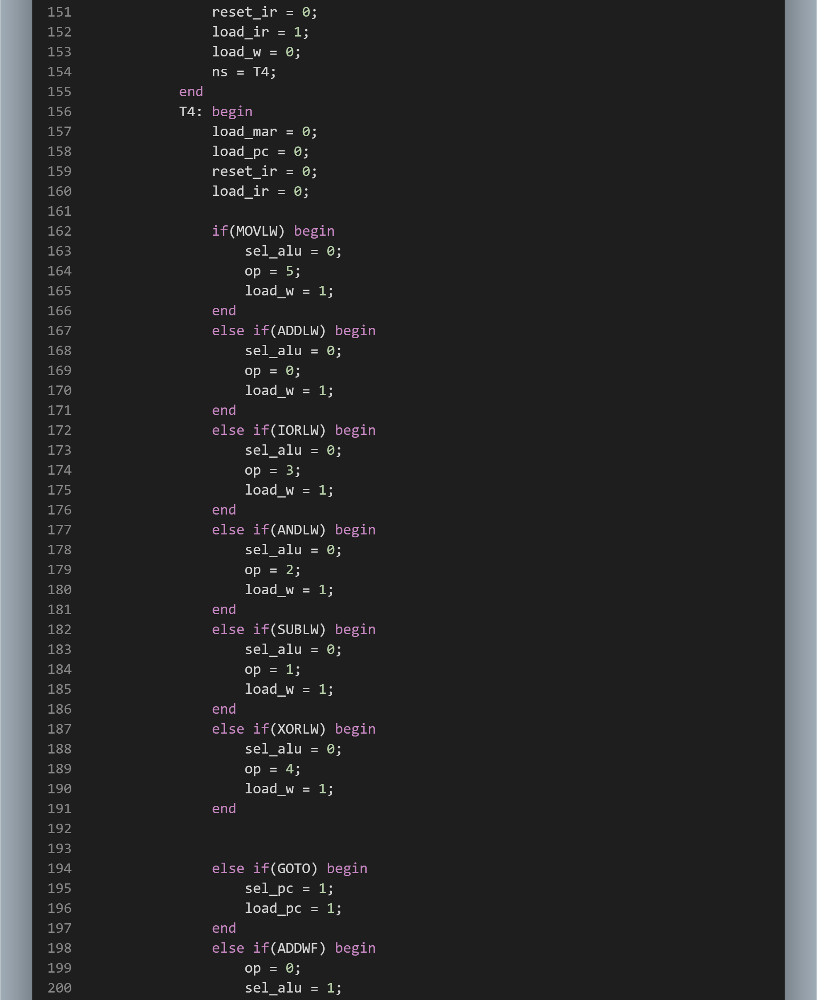 151 reset_ir = 0;
152 load_ir = 1;
153 load_w = 0;
154 ns = T4;
155 end
156 T4: begin
157 load_mar = 0;
158 load_pc = 0;
159 reset_ir = 0;
160 load_ir = 0;
161
162 if(MOVLW) begin
163 sel_alu = 0;
164 op = 5;
165 load_w = 1;
166 end
167 else if(ADDLW) begin
168 sel_alu = 0;
169 op = 0;
170 load_w = 1;
171 end
172 else if(IORLW) begin
173 sel_alu = 0;
174 op = 3;
175 load_w = 1;
176 end
177 else if(ANDLW) begin
178 sel_alu = 0;
179 op = 2;
180 load_w = 1;
181 end
182 else if(SUBLW) begin
183 sel_alu = 0;
184 op = 1;
185 load_w = 1;
186 end
187 else if(XORLW) begin
188 sel_alu = 0;
189 op = 4;
190 load_w = 1;
191 end
192
193
194 else if(GOTO) begin
195 sel_pc = 1;
196 load_pc = 1;
197 end
198 else if(ADDWF) begin
199 op = 0;
200 sel_alu = 1;